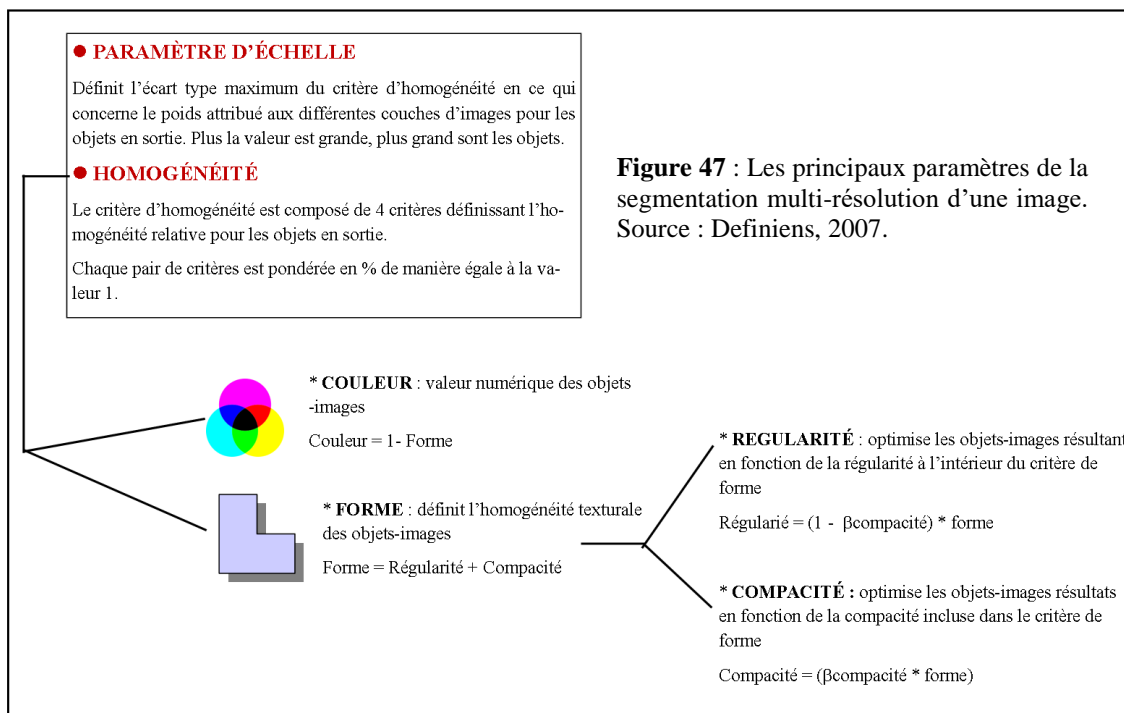 ● PARAMÈTRE D'ÉCHELLE
Définit l'écart type maximum du critère d'homogénéité en ce qui
concerne le poids attribué aux différentes couches d'images pour les
objets en sortie. Plus la valeur est grande, plus grand sont les objets.
● HOMOGÉNÉITÉ
Le critère d'homogénéité est composé de 4 critères définissant l'ho-
mogénéité relative pour les objets en sortie.
Chaque pair de critères est pondérée en % de manière égale à la va-
leur 1.
Figure 47 : Les principaux paramètres de la
segmentation multi-résolution d'une image.
Source : Definiens, 2007.
* COULEUR : valeur numérique des objets
-images
Couleur = 1- Forme
* FORME : définit l'homogénéité texturale
des objets-images
Forme = Régularité + Compacité
* REGULARITÉ : optimise les objets-images résultant
en fonction de la régularité à l'intérieur du critère de
forme
Régularié = (1 - βcompacité) * forme
* COMPACITÉ : optimise les objets-images résultats
en fonction de la compacité incluse dans le critère de
forme
Compacité = (βcompacité * forme)